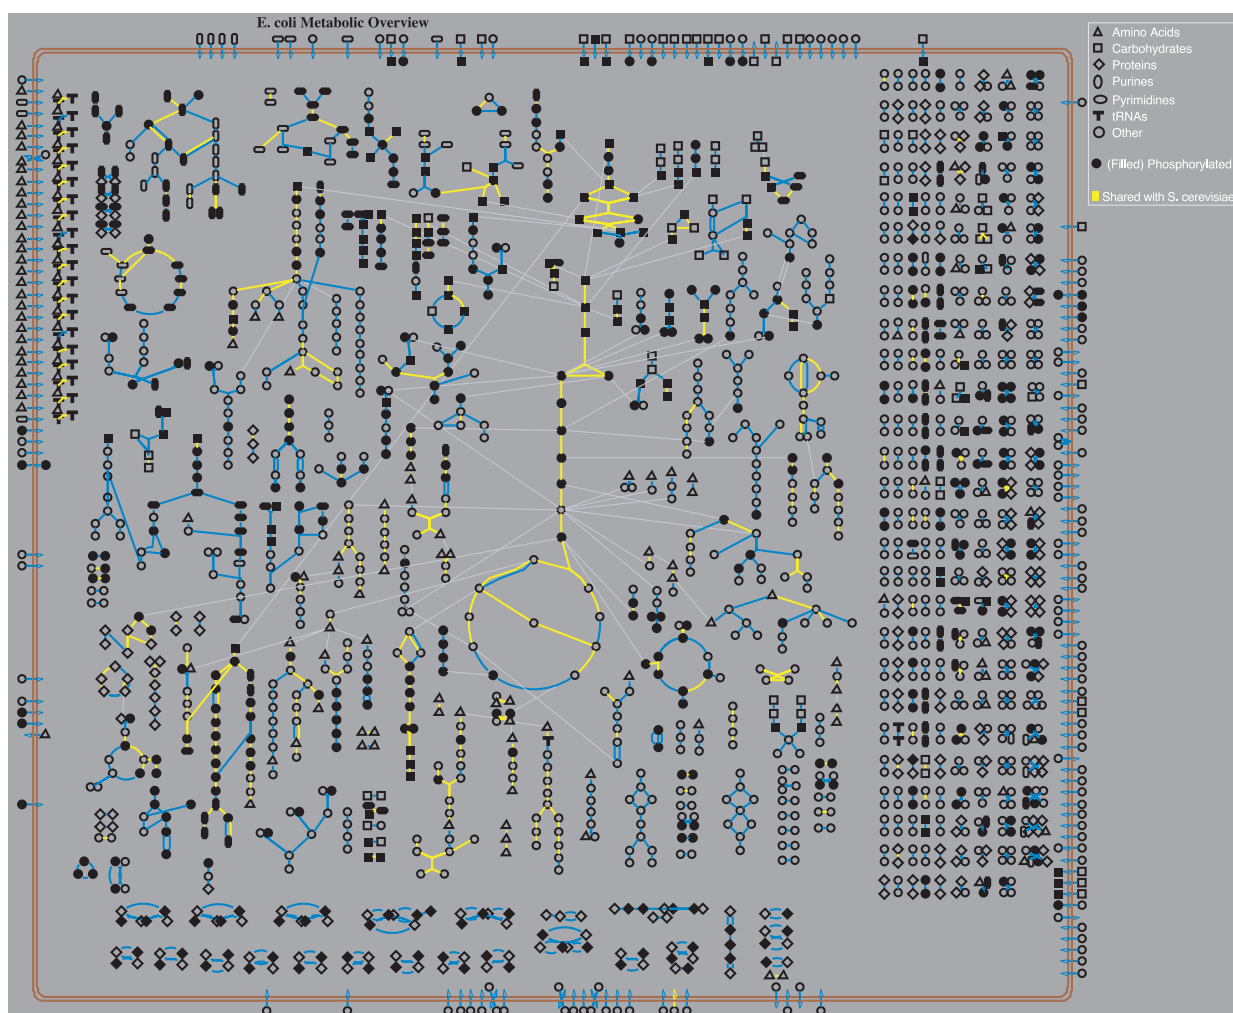 E. coli Metabolic Overview
Amino Acids
Carbohydrates
Proteins
Purines
Pyrimidines
tRNAs
Other
(Filled) Phosphorylated
Shared with S. cerevisiae